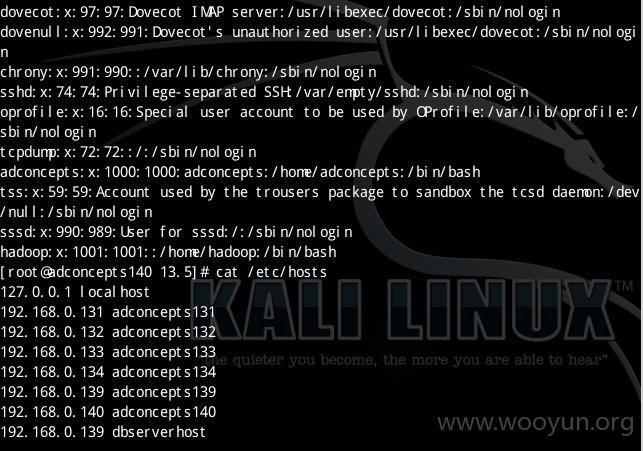 dovecot:x:97:97:Dovecot IMAP server:/usr/libexec/dovecot:/sbin/nologin
dovenull:x:992:991:Dovecot's unauthorized user:/usr/libexec/dovecot:/sbin/nologi
n
chrony:x:991:990::/var/lib/chrony:/sbin/nologin
sshd:x:74:74:Privilege-separated SSH:/var/empty/sshd:/sbin/nologin
oprofile:x:16:16:Special user account to be used by OProfile:/var/lib/oprofile:/
sbin/nologin
tcpdump:x:72:72::/:/sbin/nologin
adconcepts:x:1000:1000:adconcepts:/home/adconcepts:/bin/bash
tss:x:59:59:Account used by the trousers package to sandbox the tcsd daemon:/dev
/null:/sbin/nologin
sssd:x:990:989:User for sssd:/:/sbin/nologin
hadoop:x:1001:1001::/home/hadoop:/bin/bash
[root@adconcepts140 13.5]# cat /etc/hosts
127.0.0.1 localhost
192.168.0.131 adconcepts131
192.168.0.132 adconcepts132
192.168.0.133 adconcepts133
192.168.0.134 adconcepts134
192.168.0.139 adconcepts139
192.168.0.140 adconcepts140
192.168.0.139 dbserverhost
KALI LINUX™
the quieter you become, the more you are able to hear"
www.wooyun.org